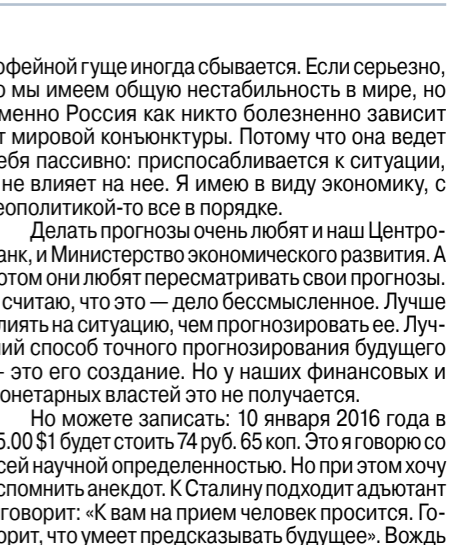 офейной гуще иногда сбывается. Если серьезно,
о мы имеем общую нестабильность в мире, но
менно Россия как никто болезненно зависит
т мировой конъюнктуры. Потому что она ведет
ебя пассивно: приспосабливается к ситуации,
не влияет на нее. Я имею в виду экономику, с
еополитикой-то все в порядке.
Делать прогнозы очень любят и наш Центро-
анк, и Министерство экономического развития. А
отом они любят пересматривать свои прогнозы.
считаю, что это — дело бессмысленное. Лучше
лиять на ситуацию, чем прогнозировать ее. Луч-
ий способ точного прогнозирования будущего
- это его создание. Но у наших финансовых и
онетарных властей это не получается.
Но можете записать: 10 января 2016 года в
5.00 $1 будет стоить 74 руб. 65 коп. Это я говорю со
сей научной определенностью. Но при этом хочу
спомнить анекдот. К Сталину подходит адъютант
говорит: «К вам на прием человек просится. Го-
орит, что умеет предсказывать будущее». Вождь